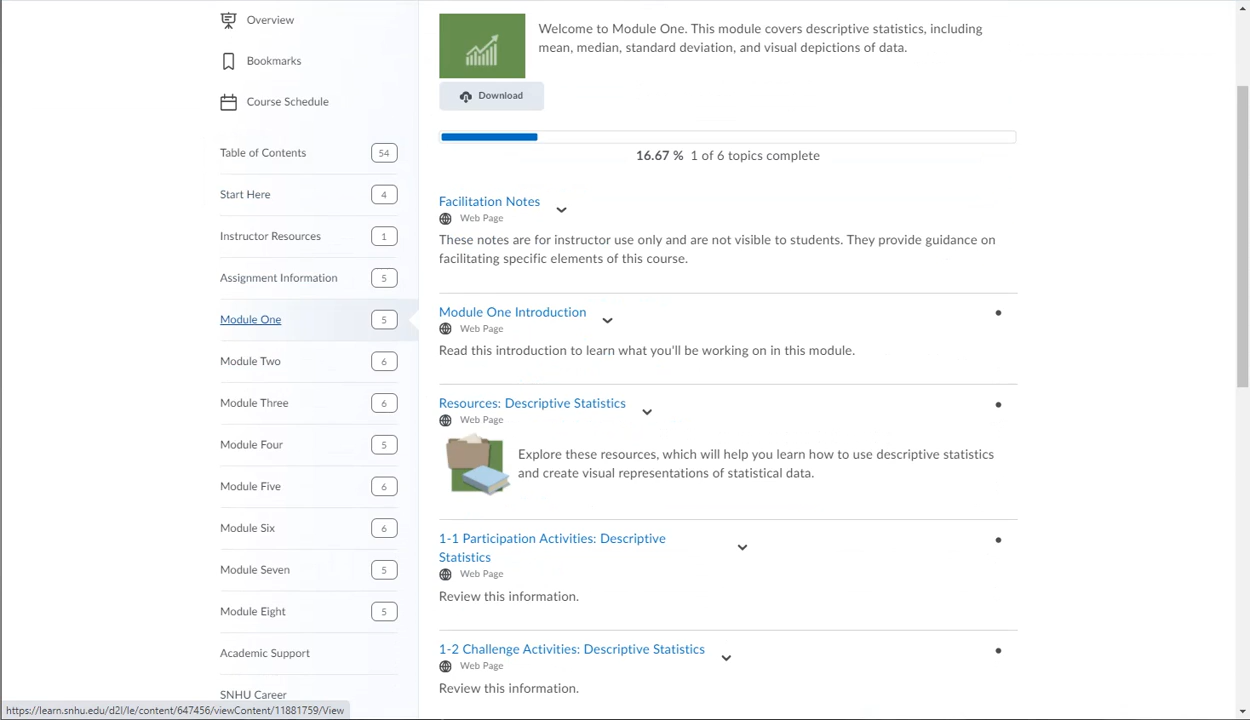 Overview
Bookmarks
Course Schedule
Table of Contents 54
Start Here 4
Instructor Resources 1
Assignment Information 5
Module One 5
Module Two 6
Module Three 6
Module Four 5
Module Five 6
Module Six 6
Module Seven 5
Module Eight 5
Academic Support
SNHU Career
Welcome to Module One. This module covers descriptive statistics, including
mean, median, standard deviation, and visual depictions of data.
Download
16.67 % 1 of 6 topics complete
Facilitation Notes
Web Page
These notes are for instructor use only and are not visible to students. They provide guidance on
facilitating specific elements of this course.
Module One Introduction
Web Page
Read this introduction to learn what you'll be working on in this module.
Resources: Descriptive Statistics
Web Page
Explore these resources, which will help you learn how to use descriptive statistics
and create visual representations of statistical data.
1-1 Participation Activities: Descriptive
Statistics
Web Page
Review this information.
1-2 Challenge Activities: Descriptive Statistics
Web Page
Review this information.
https://learn.snhu.edu/d2l/le/content/647456/viewContent/11881759/View